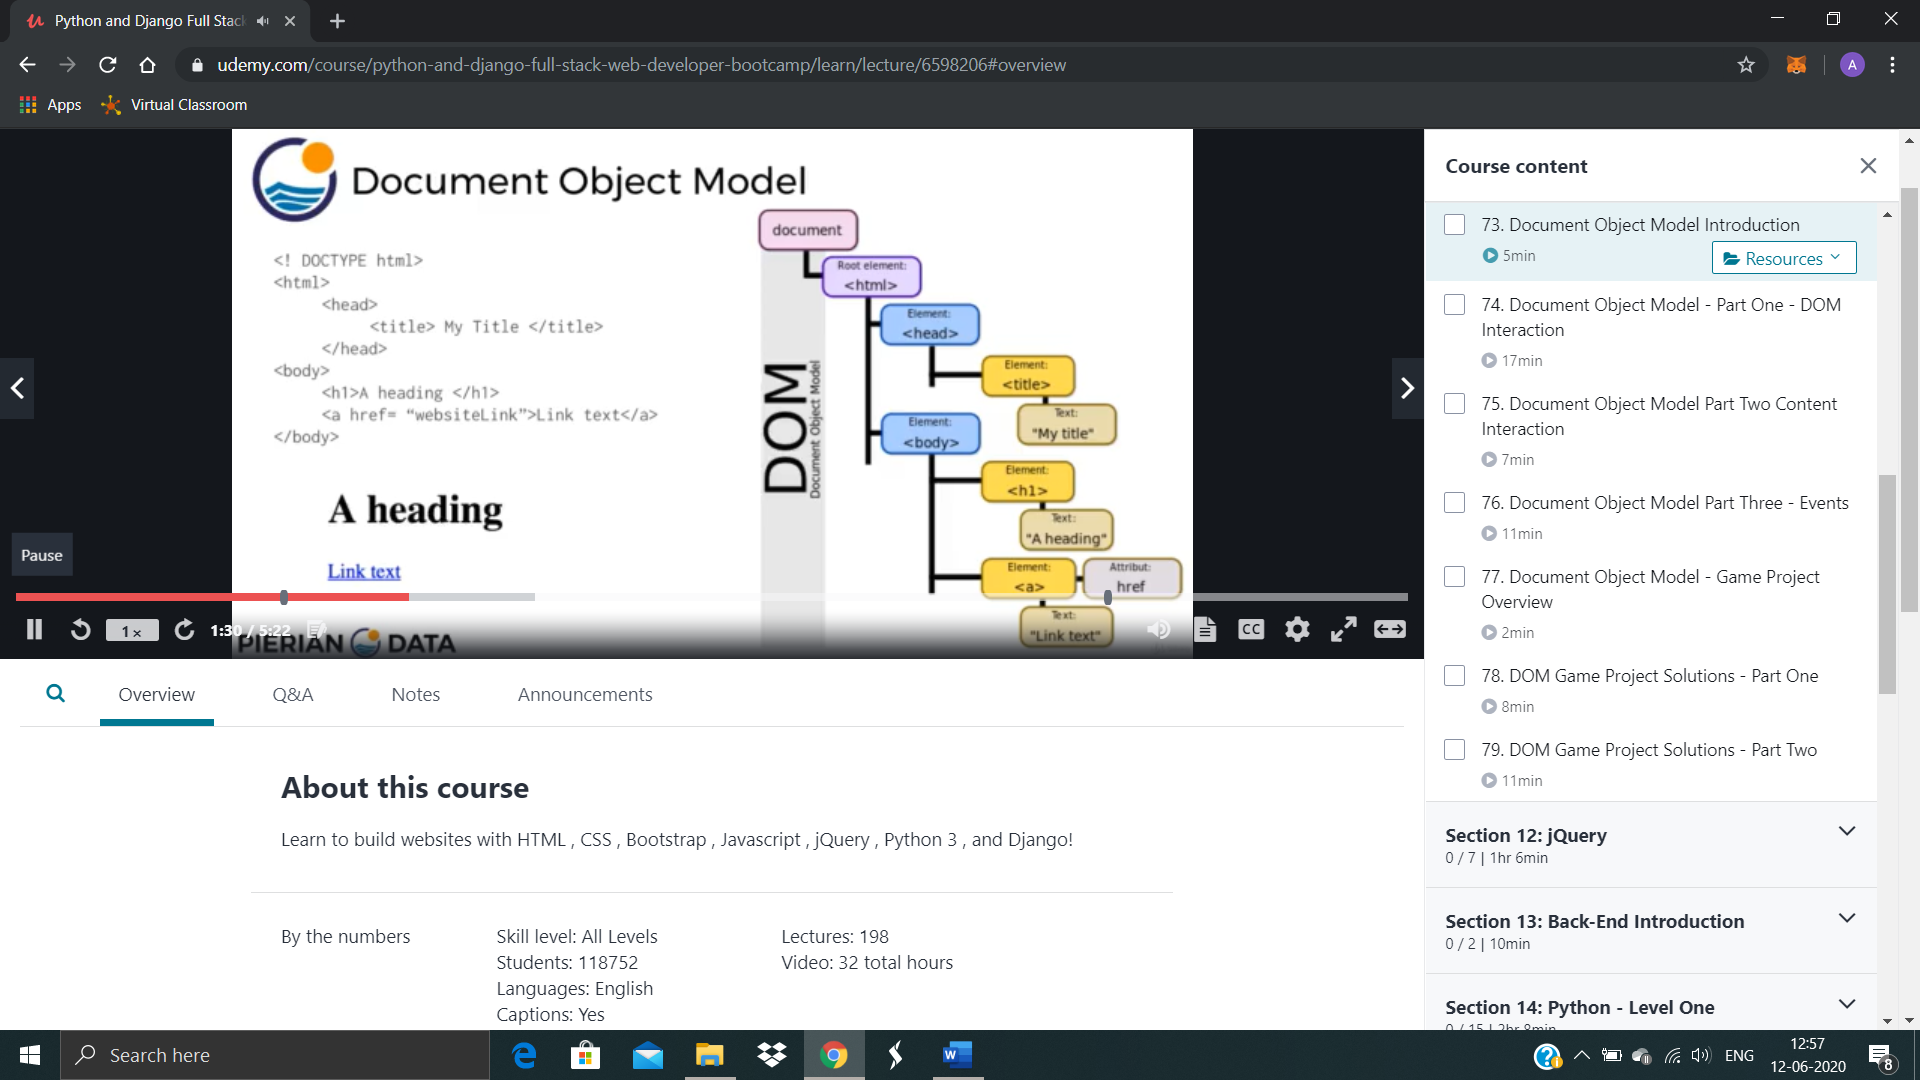 Python and Django Full Stack
udemy.com/course/python-and-django-full-stack-web-developer-bootcamp/learn/lecture/6598206#overview
A
Apps
Virtual Classroom
Document Object Model
<! DOCTYPE html>
<html>
<head>
<title> My Title </title>
</head>
<body>
<h1>A heading </h1>
<a href= “websiteLink”>Link text</a>
</body>
A heading
Link text
DOM
Document Object Model
document
Root element:
<html>
Element:
<head>
Element:
<title>
Text:
"My title"
Element:
<body>
Element:
<h1>
Text:
"A heading"
Element:
<a>
Attribut:
href
Text:
"Link text"
Pause
1x
1:30 / 5:22
CC
PIERIAN DATA
Course content
73. Document Object Model Introduction
5min
Resources
74. Document Object Model - Part One - DOM
Interaction
17min
75. Document Object Model Part Two Content
Interaction
7min
76. Document Object Model Part Three - Events
11min
77. Document Object Model - Game Project
Overview
2min
78. DOM Game Project Solutions - Part One
8min
79. DOM Game Project Solutions - Part Two
11min
Section 12: jQuery
0 / 7 | 1hr 6min
Section 13: Back-End Introduction
0 / 2 | 10min
Section 14: Python - Level One
0 / 15 | 2hr 8min
Overview
Q&A
Notes
Announcements
About this course
Learn to build websites with HTML , CSS , Bootstrap , Javascript , jQuery , Python 3 , and Django!
By the numbers
Skill level: All Levels
Students: 118752
Languages: English
Captions: Yes
Lectures: 198
Video: 32 total hours
Search here
ENG
12:57
12-06-2020
8